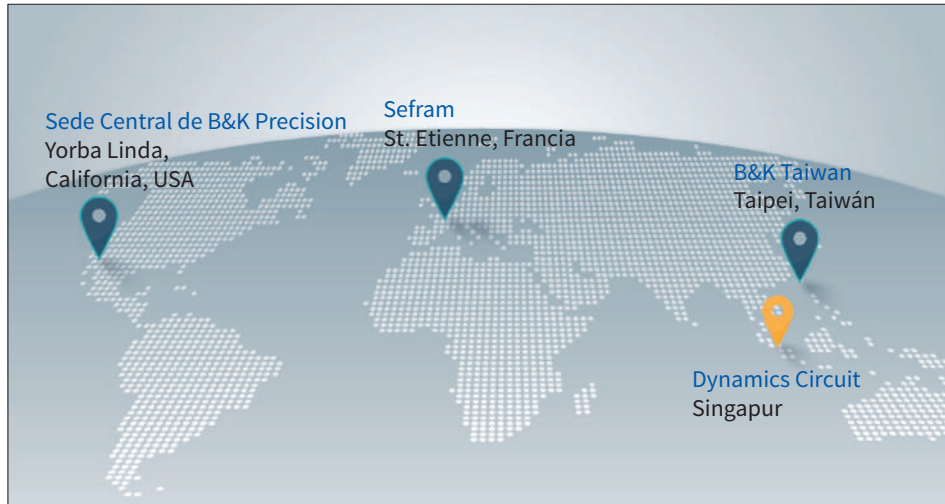 Sede Central de B&K Precision
Yorba Linda,
California, USA
Sefram
St. Etienne, Francia
B&K Taiwan
Taipei, Taiwán
Dynamics Circuit
Singapur